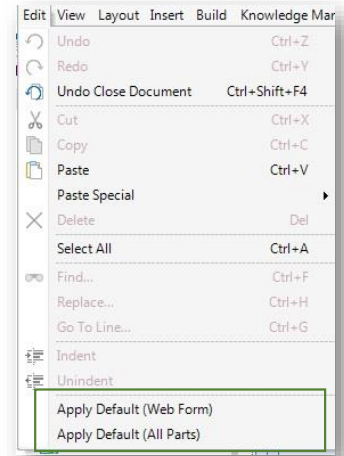 Edit View Layout Insert Build Knowledge Mar
Undo Ctrl+Z
Redo Ctrl+Y
Undo Close Document Ctrl+Shift+F4
Cut Ctrl+X
Copy Ctrl+C
Paste Ctrl+V
Paste Special
Delete Del
Select All Ctrl+A
Find... Ctrl+F
Replace... Ctrl+H
Go To Line... Ctrl+G
Indent
Unindent
Apply Default (Web Form)
Apply Default (All Parts)